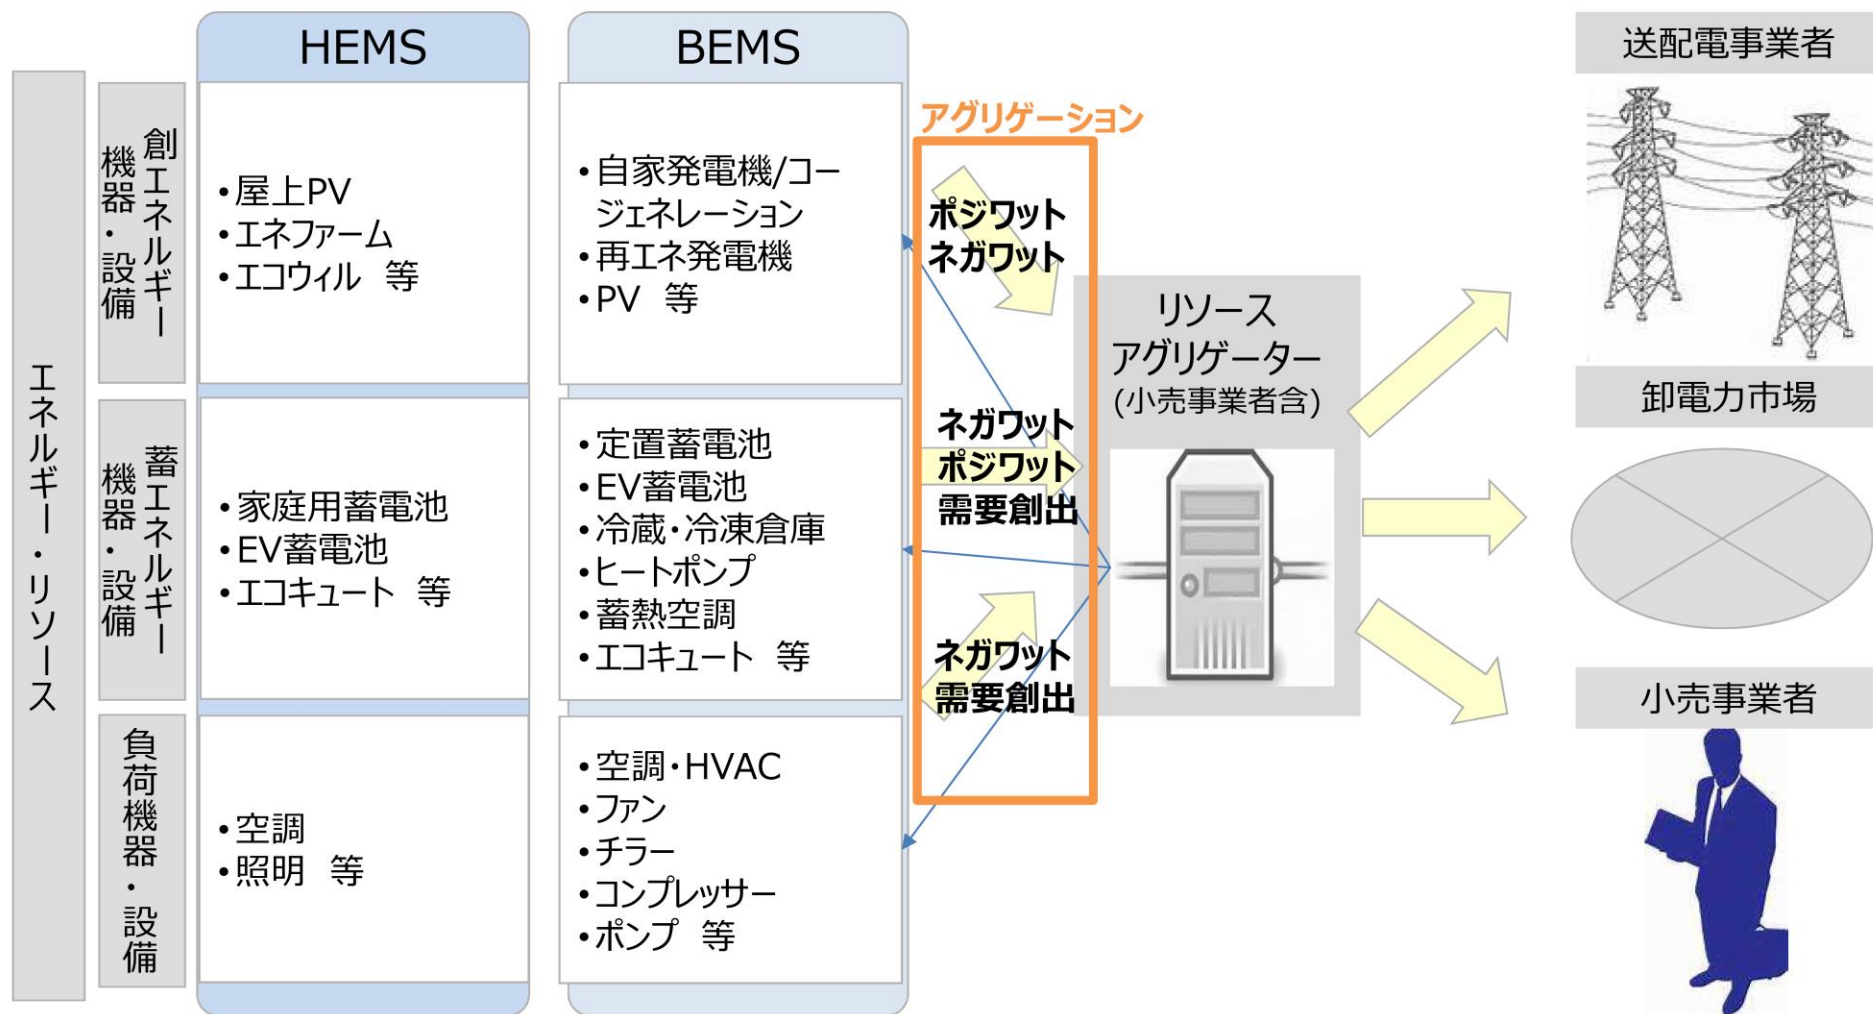 HEMS
BEMS
エネルギー・リソース
創エネルギー
機器・設備
•屋上PV
•エネファーム
•エコウィル 等
•自家発電機/コー
ジェネレーション
•再エネ発電機
•PV 等
蓄エネルギー
機器・設備
•家庭用蓄電池
•EV蓄電池
•エコキュート 等
•定置蓄電池
•EV蓄電池
•冷蔵・冷凍倉庫
•ヒートポンプ
•蓄熱空調
•エコキュート 等
負荷機器・設備
•空調
•照明 等
•空調・HVAC
•ファン
•チラー
•コンプレッサー
•ポンプ 等
アグリゲーション
ポジワット
ネガワット
ネガワット
ポジワット
需要創出
ネガワット
需要創出
リソース
アグリゲーター
(小売事業者含)
送配電事業者
卸電力市場
小売事業者